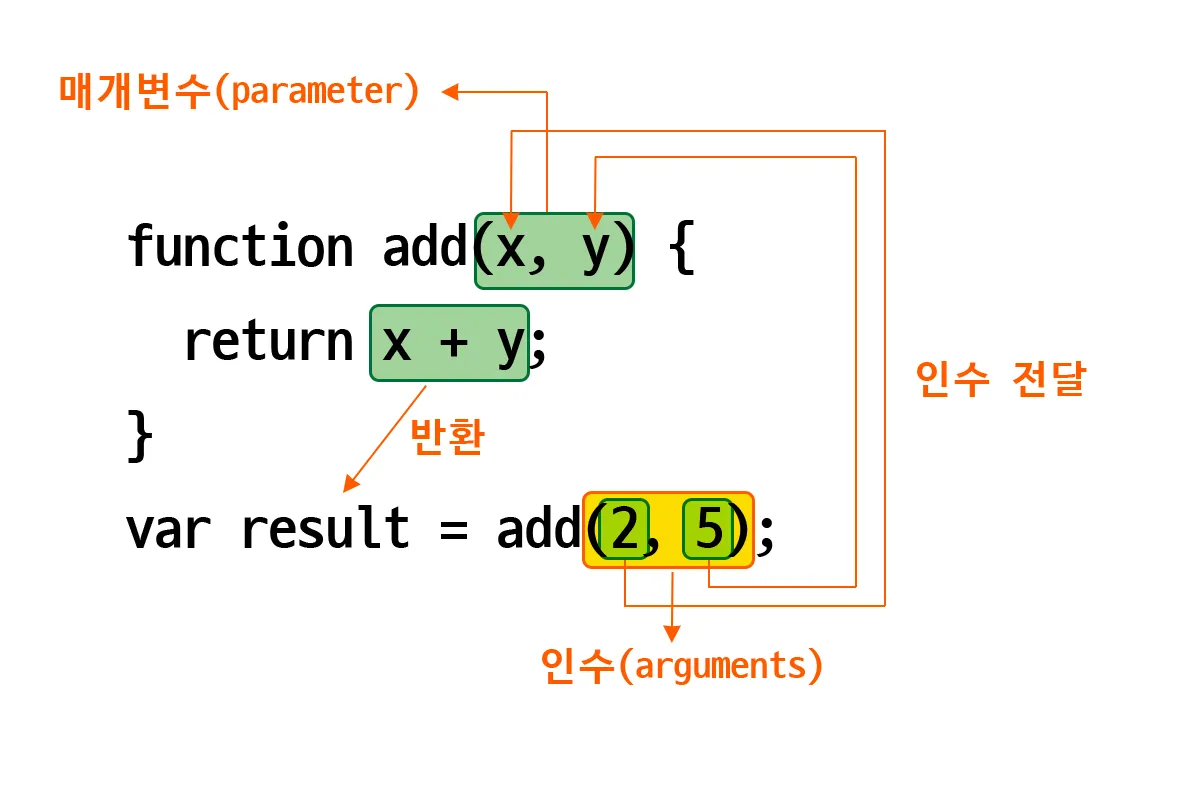 매개변수(parameter)
function add(x, y) {
return x + y;
인수 전달
}
반환
var result = add(2, 5);
인수(arguments)